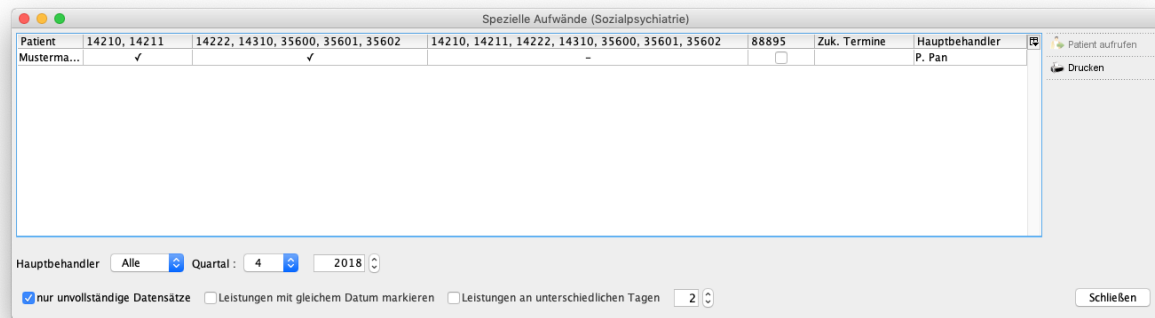 Spezielle Aufwände (Sozialpsychiatrie)
Patient 14210, 14211 14222, 14310, 35600, 35601, 35602 14210, 14211, 14222, 14310, 35600, 35601, 35602 88895 Zuk. Termine Hauptbehandler
Musterma... ✓ ✓ – P. Pan
Patient aufrufen
Drucken
Hauptbehandler Alle Quartal : 4 2018
nur unvollständige Datensätze Leistungen mit gleichem Datum markieren Leistungen an unterschiedlichen Tagen 2
Schließen